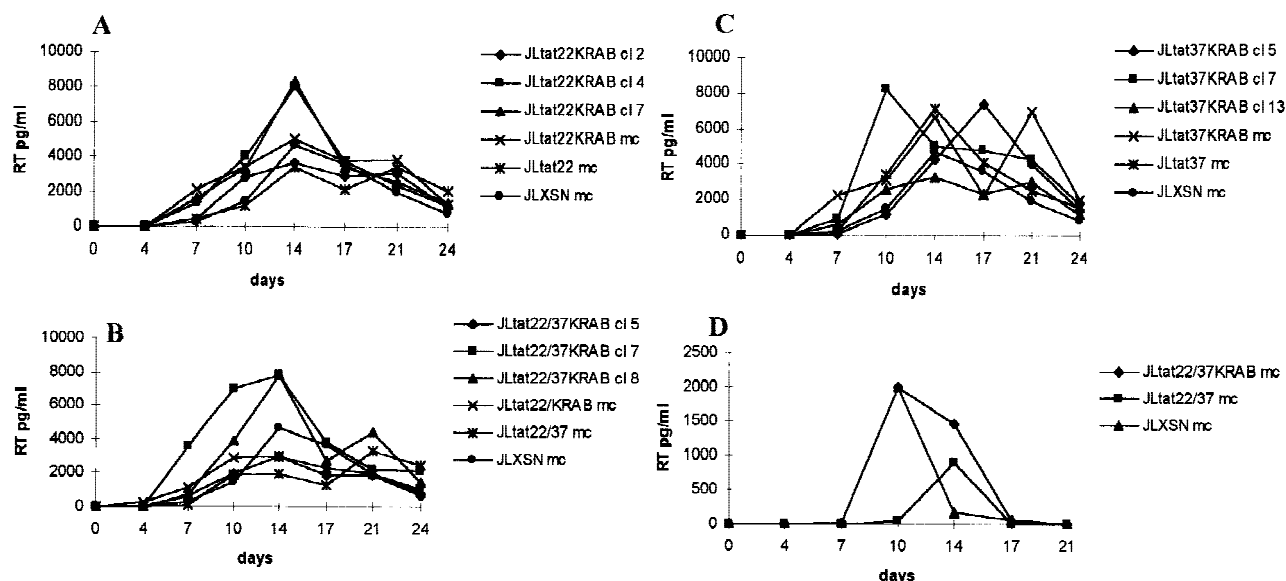 A
10000
8000
6000
4000
2000
0
RT pg/ml
0 4 7 10 14 17 21 24
days
JLtat22KRAB cl 2
JLtat22KRAB cl 4
JLtat22KRAB cl 7
JLtat22KRAB mc
JLtat22 mc
JLXSN mc
C
10000
8000
6000
4000
2000
0
RT pg/ml
0 4 7 10 14 17 21 24
days
JLtat37KRAB cl 5
JLtat37KRAB cl 7
JLtat37KRAB cl 13
JLtat37KRAB mc
JLtat37 mc
JLXSN mc
B
10000
8000
6000
4000
2000
0
RT pg/ml
0 4 7 10 14 17 21 24
days
JLtat22/37KRAB cl 5
JLtat22/37KRAB cl 7
JLtat22/37KRAB cl 8
JLtat22/KRAB mc
JLtat22/37 mc
JLXSN mc
D
2500
2000
1500
1000
500
0
RT pg/ml
0 4 7 10 14 17 21
days
JLtat22/37KRAB mc
JLtat22/37 mc
JLXSN mc